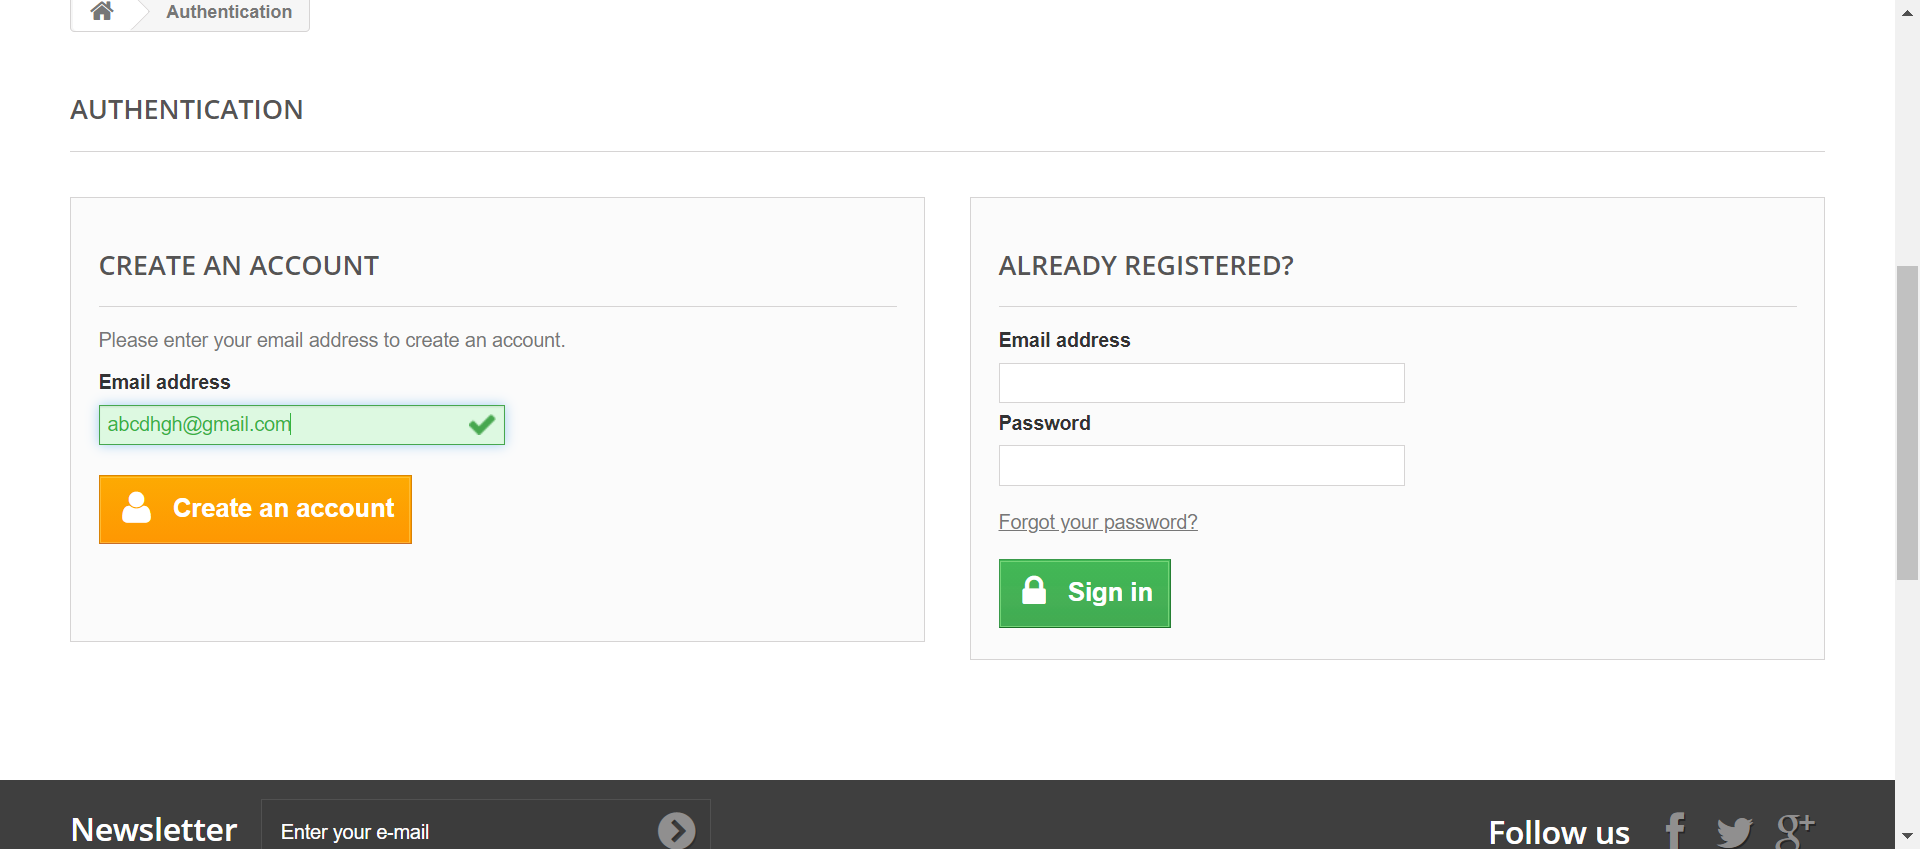 Authentication
AUTHENTICATION
CREATE AN ACCOUNT
Please enter your email address to create an account.
Email address
abcdhgh@gmail.com
Create an account
ALREADY REGISTERED?
Email address
Password
Forgot your password?
Sign in
Newsletter
Enter your e-mail
Follow us